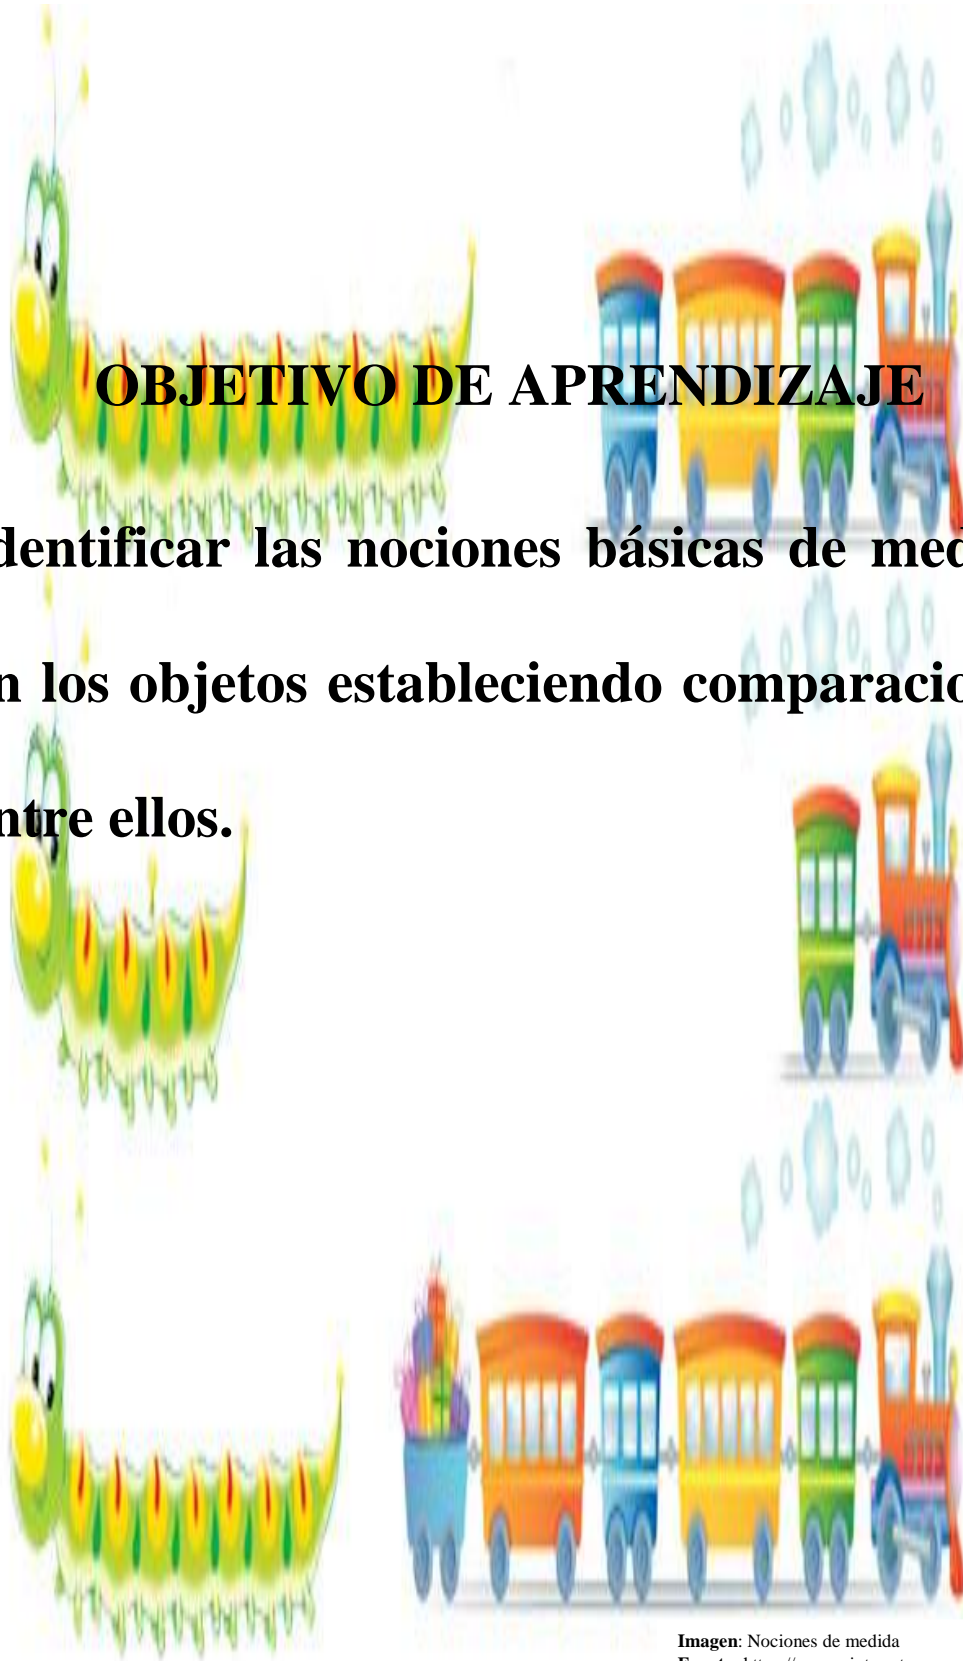 OBJETIVO DE APRENDIZAJE
dentificar las nociones básicas de med
n los objetos estableciendo comparacio
ntre ellos.
Imagen: Nociones de medida